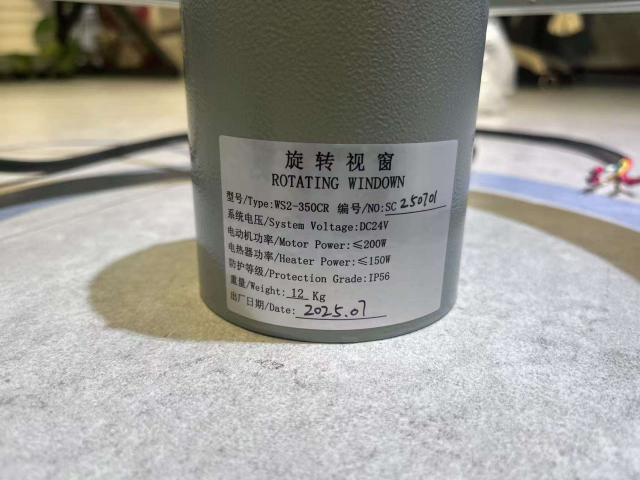 旋转视窗
ROTATING WINDOWN
型号/Type:WS2-350CR 编号/NO:SC 250701
系统电压/System Voltage:DC24V
电动机功率/Motor Power:≤200W
电热器功率/Heater Power:≤150W
防护等级/Protection Grade:IP56
重量/Weight: 12 Kg
出厂日期/Date: 2025.07